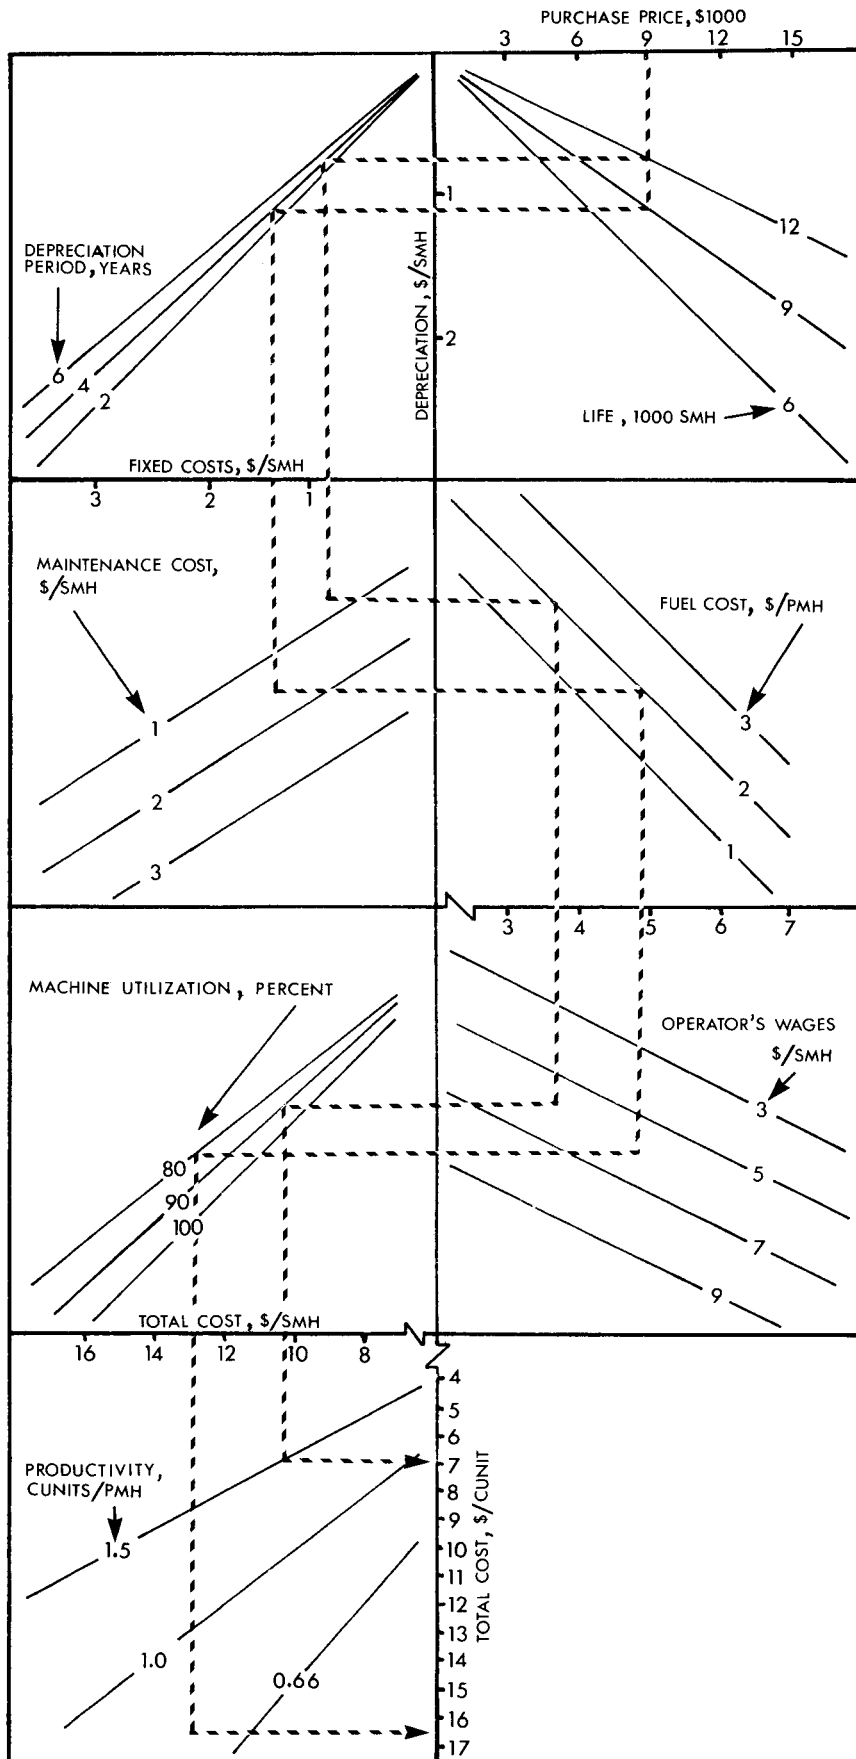 PURCHASE PRICE, $1000
3 6 9 12 15
1
12
DEPRECIATION
PERIOD, YEARS
DEPRECIATION, $/SMH
9
2
6
4
2
LIFE, 1000 SMH
6
FIXED COSTS, $/SMH
3 2 1
MAINTENANCE COST,
$/SMH
FUEL COST, $/PMH
1
3
2
2
1
3
3 4 5 6 7
MACHINE UTILIZATION, PERCENT
OPERATOR'S WAGES
$/SMH
3
80
5
90
100
7
9
TOTAL COST, $/SMH
16 14 12 10 8
4
5
6
PRODUCTIVITY,
CUNITS/PMH
7
8
9
1.5
10
11
TOTAL COST, $/CUNIT
12
13
1.0
14
0.66
15
16
17